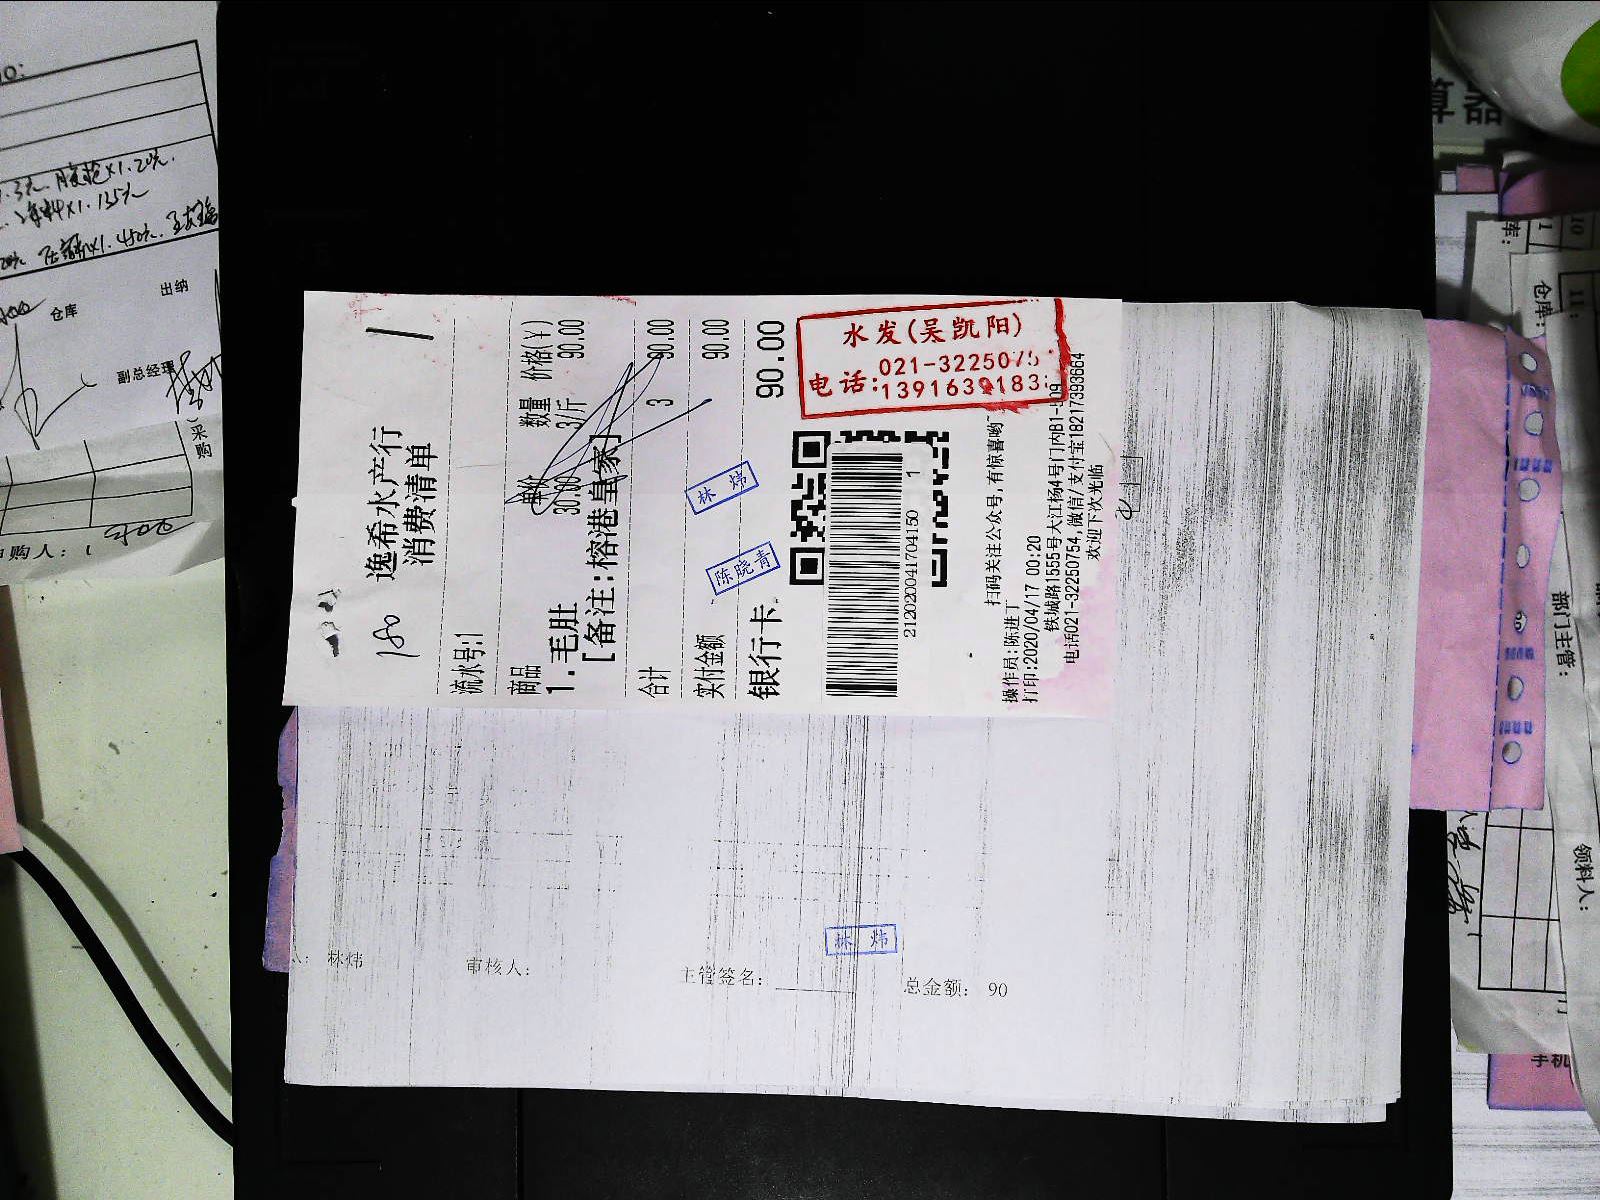 逸希水产行
消费清单
180
流水号:1
商品 单价 数量 价格(¥)
1.毛肚 30.00 3/斤 90.00
[备注:榕港皇家]
合计 3 90.00
实付金额 90.00
银行卡 90.00
林炜
陈晓青
水发(吴凯阳)
021-3225075
电话:1391639183
2120200417041501
扫码关注公众号,有惊喜哟
操作员:陈进丁
打印:2020/04/17 00:20
铁城路1555号大江杨4号门内B1-509
电话021-32250754,微信/支付宝18217393664
欢迎下次光临
林炜
审核人:
主管签名:
林炜
总金额: 90
仓库
出纳
副总经理
购人:
算器
仓库:
部门主管:
领料人:
手机